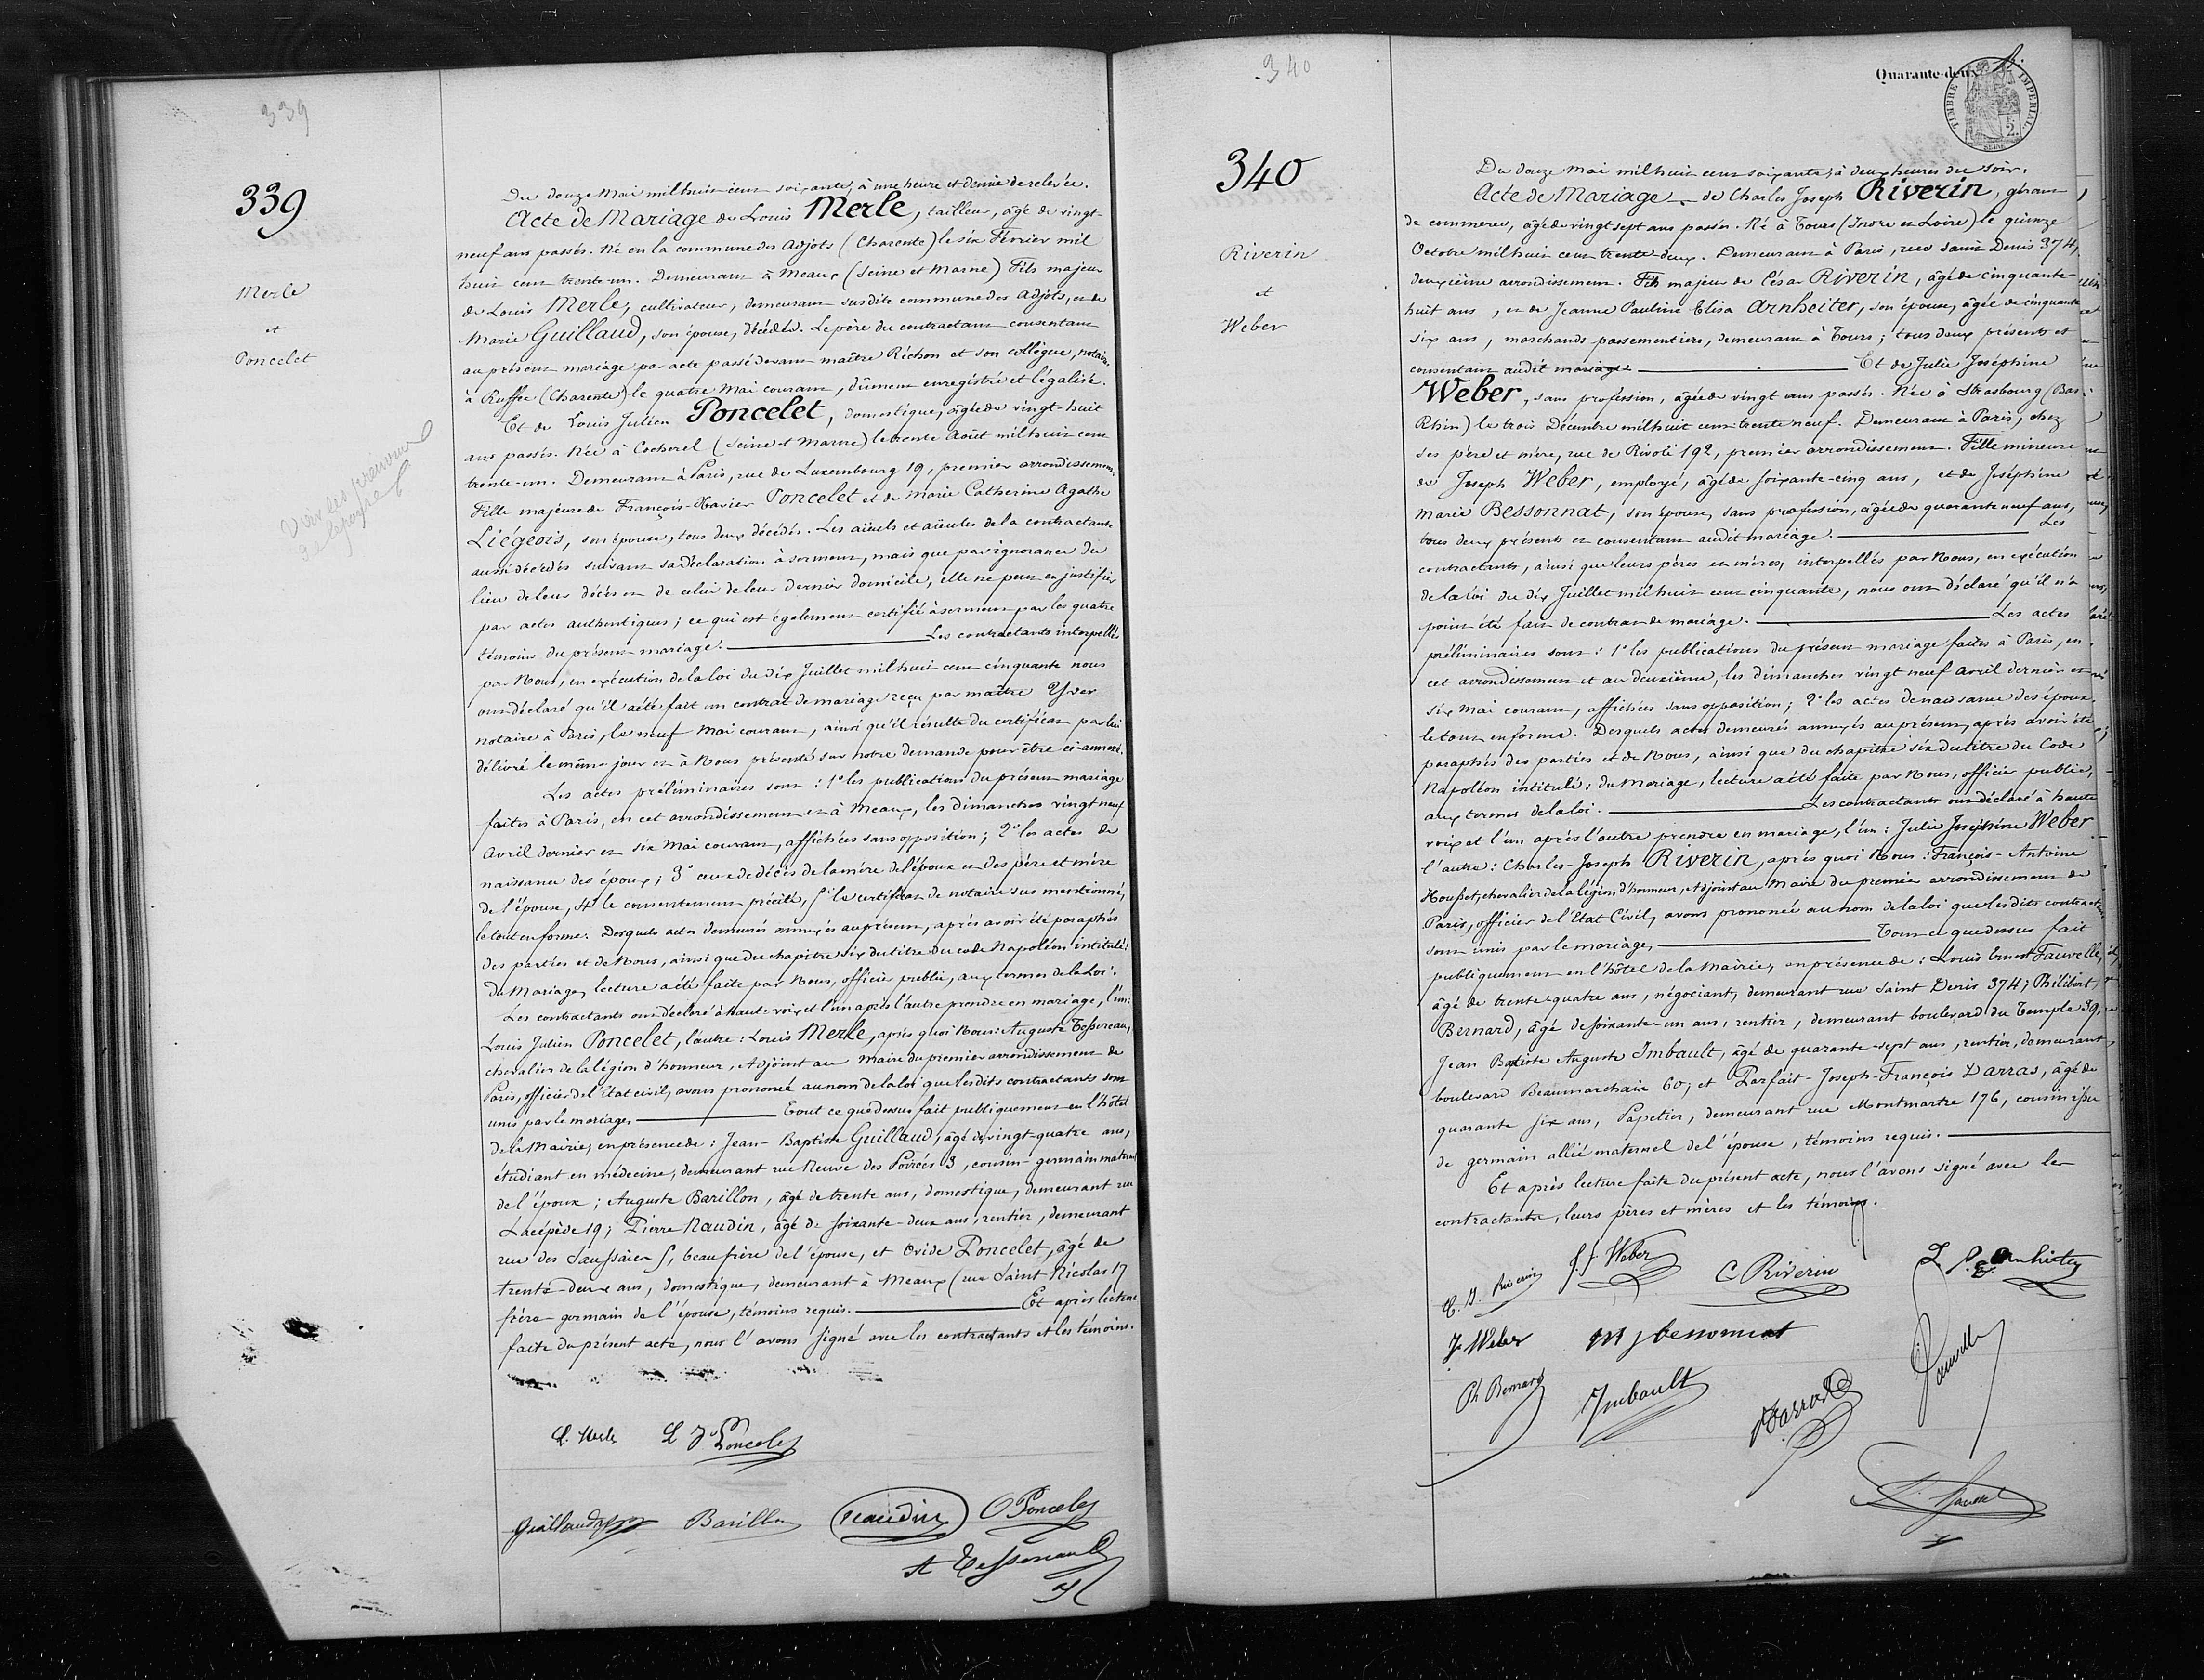 339
339
Merle
et
Poncelet
Voir les prénoms
de l'épouse
Du douze Mai mil huit cent soixante, à une heure et demie de relevée.
Acte de Mariage de Louis Merle, tailleur, âgé de vingt-
neuf ans passés. Né en la commune des Adjots (Charente) le six Février mil
huit cent trente-un. Demeurant à Meaux (Seine et Marne) Fils majeur
de Louis Merle, cultivateur, demeurant susdite commune des Adjots, et de
Marie Guillaud, son épouse, décédée. Le père du contractant consentant
au présent mariage par acte passé devant maître Réchon et son collègue, notaires
à Ruffec (Charente) le quatre Mai courant, dûment enregistré et légalisé.
Et de Louis Julien Poncelet, domestique, âgée de vingt-huit
ans passés. Née à Cocherel (Seine et Marne) le trente Août mil huit cent
trente-un. Demeurant à Paris, rue de Luxembourg 19, premier arrondissement
Fille majeure de François-Xavier Poncelet et de Marie Catherine Agathe
Liégeois, son épouse, tous deux décédés. Les aïeuls et aïeules de la contractante
aussi décédés suivant sa déclaration à serment, mais que par ignorance du
lieu de leur décès et de celui de leur dernier domicile, elle ne peut en justifier
par actes authentiques; ce qui est également certifié à serment par les quatre
témoins du présent mariage. Les contractants interpellés
par Nous, en exécution de la loi du dix Juillet mil huit cent cinquante nous
ont déclaré qu'il a été fait un contrat de mariage reçu par maître Yver
notaire à Paris, le neuf Mai courant, ainsi qu'il résulte du certificat par lui
délivré le même jour et à Nous présenté sur notre demande pour être ci-annexé.
Les actes préliminaires sont: 1° les publications du présent mariage
faites à Paris, en cet arrondissement et à Meaux, les dimanches vingt neuf
Avril dernier et six Mai courant, affichées sans opposition; 2° les actes de
naissance des époux; 3° ceux de décès de la mère de l'époux et des père et mère
de l'épouse, 4° le consentement précité, 5° le certificat de notaire sus mentionné,
le tout en forme. Desquels actes demeurés annexés au présent, après avoir été paraphés
des parties et de Nous, ainsi que du chapitre six du titre du code Napoléon intitulé:
du Mariage, lecture a été faite par Nous, officier public, aux termes de la Loi.
Les contractants ont déclaré à haute voix et l'un après l'autre prendre en mariage, l'un:
Louis Julien Poncelet, l'autre: Louis Merle, après quoi Nous: Auguste Tessereau,
chevalier de la légion d'honneur, Adjoint au Maire du premier arrondissement de
Paris, officier de l'Etat civil, avons prononcé au nom de la loi que lesdits contractants sont
unis par le mariage. Tout ce que dessus fait publiquement en l'hôtel
de la Mairie, en présence de: Jean-Baptiste Guillaud, âgé de vingt-quatre ans,
étudiant en médecine, demeurant rue Neuve des Poirées 3, cousin-germain maternel
de l'époux; Auguste Barillon, âgé de trente ans, domestique, demeurant rue
Lacépède 19; Pierre Naudin, âgé de soixante-deux ans, rentier, demeurant
rue des Saussaies 5, beau frère de l'épouse, et Ovide Poncelet, âgé de
trente-deux ans, domestique, demeurant à Meaux (rue Saint Nicolas 17
frère germain de l'épouse, témoins requis. Et après lecture
faite du présent acte, nous l'avons signé avec les contractants et les témoins.
L. Merle L J Poncelet
Guillaud Barillon Naudin O Poncelet
A Tessereau
340
Quarante-deux
TIMBRE IMPERIAL
2
SEINE
340
Riverin
et
Weber
Du douze Mai mil huit cent soixante, à deux heures du soir.
Acte de Mariage de Charles Joseph Riverin, gérant
de commerce, âgé de vingt sept ans passés. Né à Tours (Indre et Loire) le quinze
Octobre mil huit cent trente-deux. Demeurant à Paris, rue Saint Denis 374,
deuxième arrondissement. Fils majeur de César Riverin, âgé de cinquante-
huit ans, et de Jeanne Pauline Elisa Arnheiter, son épouse, âgée de cinquante
six ans, marchands passementiers, demeurant à Tours; tous deux présents et
consentant audit mariage. Et de Julie Joséphine
Weber, sans profession, âgée de vingt ans passés. Née à Strasbourg (Bas-
Rhin) le trois Décembre mil huit cent trente neuf. Demeurant à Paris, chez
ses père et mère, rue de Rivoli 192, premier arrondissement. Fille mineure
de Joseph Weber, employé, âgé de soixante-cinq ans, et de Joséphine
Marie Bessonnat, son épouse, sans profession, âgée de quarante neuf ans,
tous deux présents et consentant audit mariage. Les
contractants, ainsi que leurs pères et mères, interpellés par Nous, en exécution
de la loi du dix Juillet mil huit cent cinquante, nous ont déclaré qu'il n'a
point été fait de contrat de mariage. Les actes
préliminaires sont: 1° les publications du présent mariage faites à Paris, en
cet arrondissement et au deuxième, les dimanches vingt neuf avril dernier et
six Mai courant, affichées sans opposition; 2° les actes de naissance des époux.
le tout en forme. Desquels actes demeurés annexés au présent, après avoir été
paraphés des parties et de Nous, ainsi que du chapitre six du titre du Code
Napoléon intitulé: du Mariage, lecture a été faite par Nous, officier public,
aux termes de la loi. Les contractants ont déclaré à haute
voix et l'un après l'autre prendre en mariage, l'un: Julie Joséphine Weber
l'autre: Charles-Joseph Riverin, après quoi Nous: François-Antoine
Housset, chevalier de la légion d'honneur, Adjoint au Maire du premier arrondissement de
Paris, officier de l'Etat Civil, avons prononcé au nom de la loi que lesdits contractants
sont unis par le mariage. Tout ce que dessus fait
publiquement en l'hôtel de la Mairie, en présence de: Louis Ernest Fauvelle,
âgé de trente-quatre ans, négociant, demeurant rue Saint Denis 374; Philibert
Bernard, âgé de soixante-un ans, rentier, demeurant boulevard du Temple 39,
Jean Baptiste Auguste Imbault, âgé de quarante-sept ans, rentier, demeurant
boulevard Beaumarchais 60; et Parfait-Joseph-François Darras, âgé de
quarante six ans, Papetier, demeurant rue Montmartre 176, cousin issu
de germain allié maternel de l'épouse, témoins requis.
Et après lecture faite du présent acte, nous l'avons signé avec les
contractants, leurs pères et mères et les témoins.
C. J. Riverin J. J Weber C Riverin
J Weber M J bessonnat
Ph Bernard Imbault Darras Fauvelle
Housset